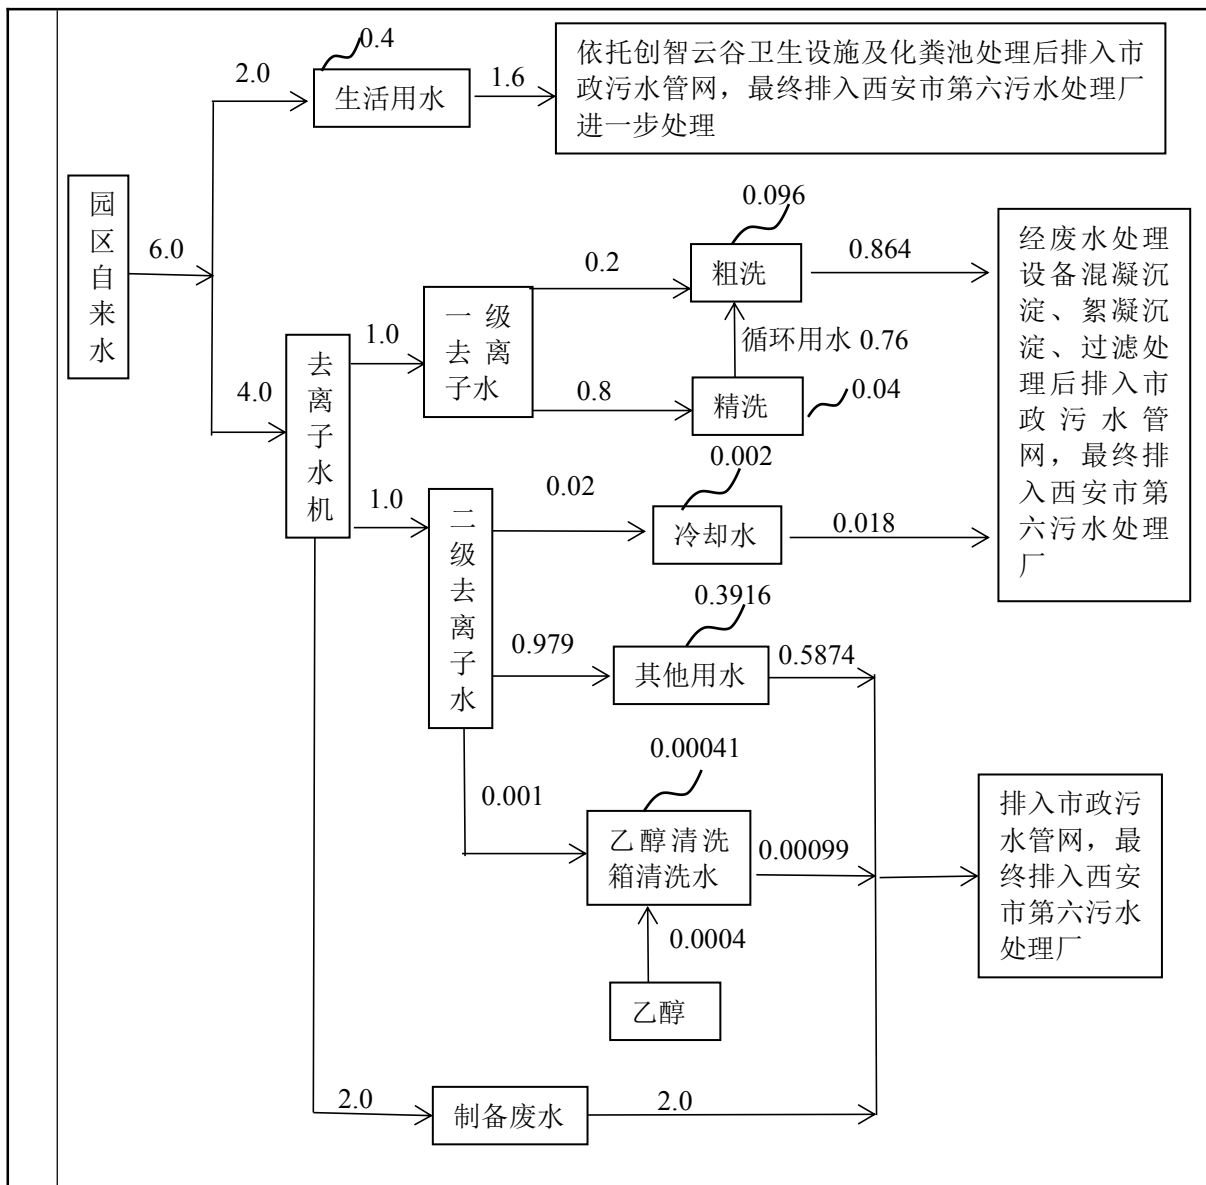 0.4
2.0
生活用水
1.6
依托创智云谷卫生设施及化粪池处理后排入市
政污水管网，最终排入西安市第六污水处理厂
进一步处理
园
区
自
来
水
6.0
4.0
去
离
子
水
机
1.0
一 级
去 离
子水
0.2
0.096
粗洗
0.864
循环用水 0.76
0.8
精洗
0.04
经废水处理
设备混凝沉
淀、絮凝沉
淀、过滤处
理后排入市
政污水管
网，最终排
入西安市第
六污水处理
厂
1.0
二
级
去
离
子
水
0.02
0.002
冷却水
0.018
0.979
0.3916
其他用水
0.5874
0.001
0.00041
乙醇清洗
箱清洗水
0.00099
0.0004
乙醇
排入市政污
水管网，最
终排入西安
市第六污水
处理厂
2.0
制备废水
2.0